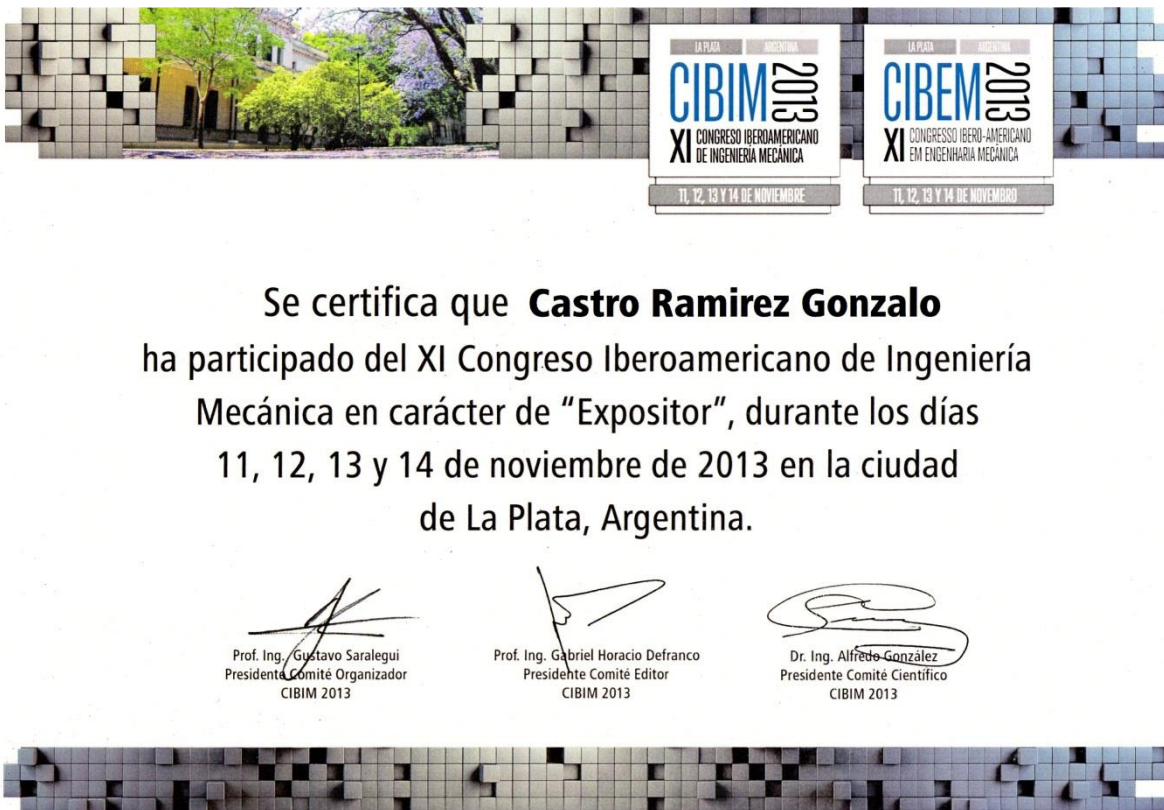 LA PLATA ARGENTINA
CIBIM 2013
XI CONGRESO IBEROAMERICANO
DE INGENIERÍA MECÁNICA
11, 12, 13 Y 14 DE NOVIEMBRE
LA PLATA ARGENTINA
CIBEM 2013
XI CONGRESSO IBERO-AMERICANO
EM ENGENHARIA MECÂNICA
11, 12, 13 Y 14 DE NOVEMBRO
Se certifica que Castro Ramirez Gonzalo
ha participado del XI Congreso Iberoamericano de Ingeniería
Mecánica en carácter de “Expositor”, durante los días
11, 12, 13 y 14 de noviembre de 2013 en la ciudad
de La Plata, Argentina.
Prof. Ing. Gustavo Saralegui
Presidente Comité Organizador
CIBIM 2013
Prof. Ing. Gabriel Horacio Defranco
Presidente Comité Editor
CIBIM 2013
Dr. Ing. Alfredo González
Presidente Comité Científico
CIBIM 2013